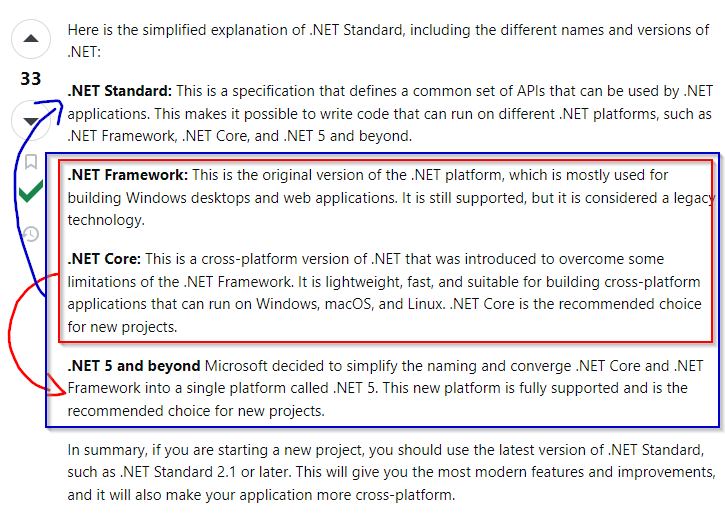 Here is the simplified explanation of .NET Standard, including the different names and versions of
.NET:
33
.NET Standard: This is a specification that defines a common set of APIs that can be used by .NET
applications. This makes it possible to write code that can run on different .NET platforms, such as
.NET Framework, .NET Core, and .NET 5 and beyond.
.NET Framework: This is the original version of the .NET platform, which is mostly used for
building Windows desktops and web applications. It is still supported, but it is considered a legacy
technology.
.NET Core: This is a cross-platform version of .NET that was introduced to overcome some
limitations of the .NET Framework. It is lightweight, fast, and suitable for building cross-platform
applications that can run on Windows, macOS, and Linux. .NET Core is the recommended choice
for new projects.
.NET 5 and beyond Microsoft decided to simplify the naming and converge .NET Core and .NET
Framework into a single platform called .NET 5. This new platform is fully supported and is the
recommended choice for new projects.
In summary, if you are starting a new project, you should use the latest version of .NET Standard,
such as .NET Standard 2.1 or later. This will give you the most modern features and improvements,
and it will also make your application more cross-platform.